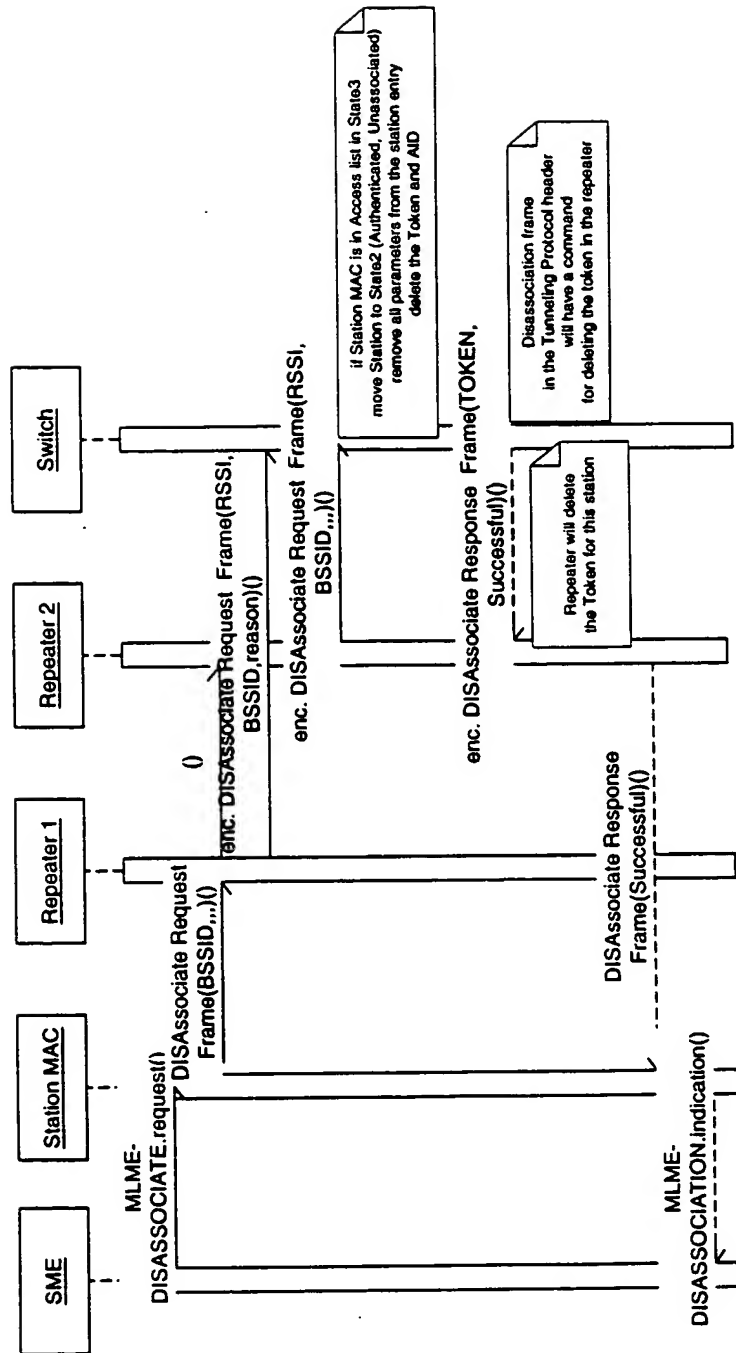 SME
Station MAC
Repeater 1
Repeater 2
Switch
MLME-
DISASSOCIATE.request()
DISAssociate Request
Frame(BSSID,,,)()
()
enc. DISAssociate Request Frame(RSSI,
BSSID,reason)()
enc. DISAssociate Request Frame(RSSI,
BSSID,,,)()
if Station MAC is in Access list in State3
move Station to State2 (Authenticated, Unassociated)
remove all parameters from the station entry
delete the Token and AID
enc. DISAssociate Response Frame(TOKEN,
Successful)()
Disassociation frame
in the Tunneling Protocol header
will have a command
for deleting the token in the repeater
Repeater will delete
the Token for this station
DISAssociate Response
Frame(Successful)()
MLME-
DISASSOCIATION.indication()